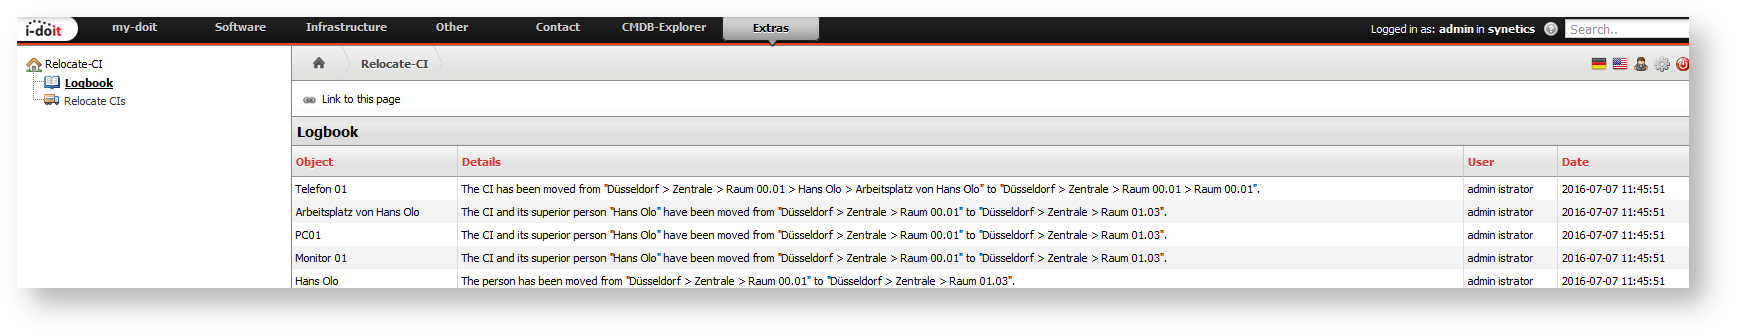 i-doit my-doit Software Infrastructure Other Contact CMDB-Explorer Extras Logged in as: admin in synetics Search..
Relocate-CI
Logbook
Relocate CIs
Relocate-CI
Link to this page
Logbook
Object Details User Date
Telefon 01 The CI has been moved from "Düsseldorf > Zentrale > Raum 00.01 > Hans Olo > Arbeitsplatz von Hans Olo" to "Düsseldorf > Zentrale > Raum 00.01 > Raum 00.01". admin istrator 2016-07-07 11:45:51
Arbeitsplatz von Hans Olo The CI and its superior person "Hans Olo" have been moved from "Düsseldorf > Zentrale > Raum 00.01" to "Düsseldorf > Zentrale > Raum 01.03". admin istrator 2016-07-07 11:45:51
PC01 The CI and its superior person "Hans Olo" have been moved from "Düsseldorf > Zentrale > Raum 00.01" to "Düsseldorf > Zentrale > Raum 01.03". admin istrator 2016-07-07 11:45:51
Monitor 01 The CI and its superior person "Hans Olo" have been moved from "Düsseldorf > Zentrale > Raum 00.01" to "Düsseldorf > Zentrale > Raum 01.03". admin istrator 2016-07-07 11:45:51
Hans Olo The person has been moved from "Düsseldorf > Zentrale > Raum 00.01" to "Düsseldorf > Zentrale > Raum 01.03". admin istrator 2016-07-07 11:45:51